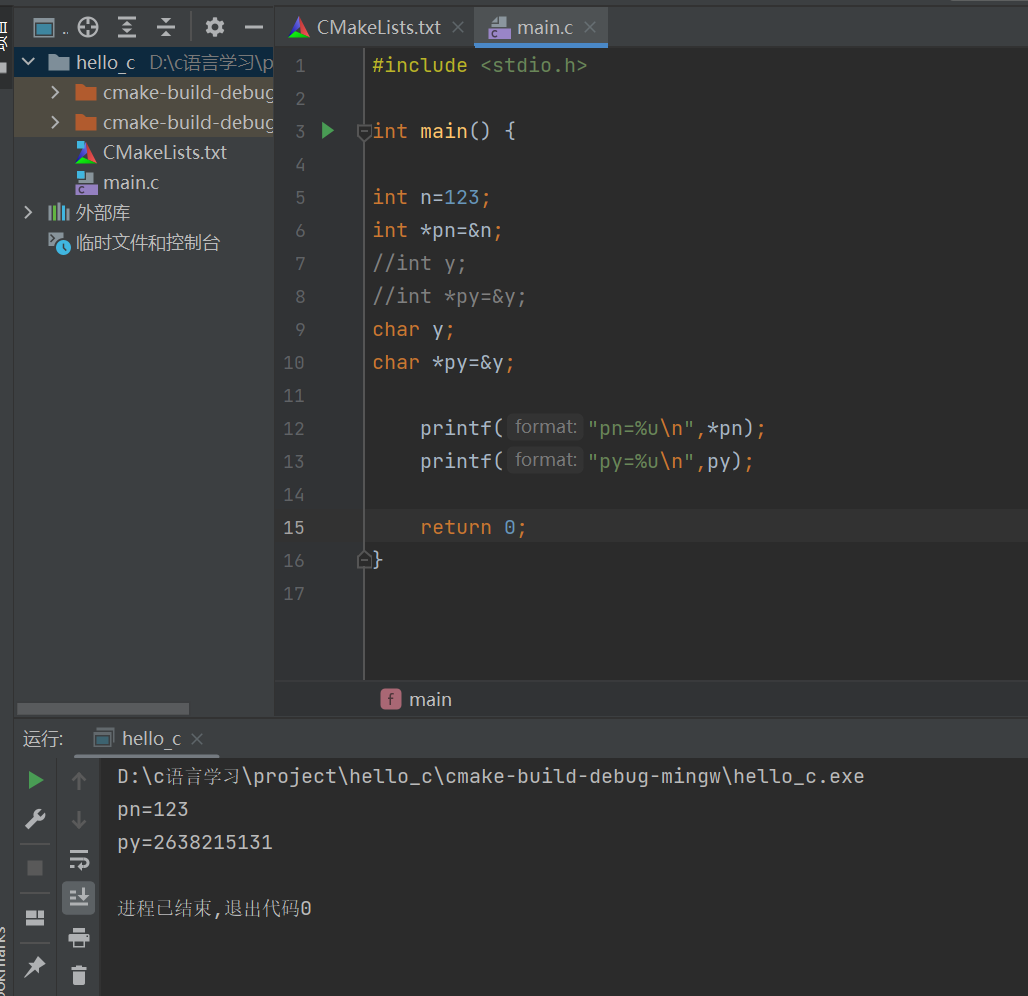 CMakeLists.txt
main.c
hello_c D:\c语言学习\p
cmake-build-debug
cmake-build-debug
CMakeLists.txt
main.c
外部库
临时文件和控制台
1 #include <stdio.h>
2
3 int main() {
4
5 int n=123;
6 int *pn=&n;
7 //int y;
8 //int *py=&y;
9 char y;
10 char *py=&y;
11
12 printf( format: "pn=%u\n",*pn);
13 printf( format: "py=%u\n",py);
14
15 return 0;
16 }
17
f main
运行: hello_c
D:\c语言学习\project\hello_c\cmake-build-debug-mingw\hello_c.exe
pn=123
py=2638215131
进程已结束,退出代码0